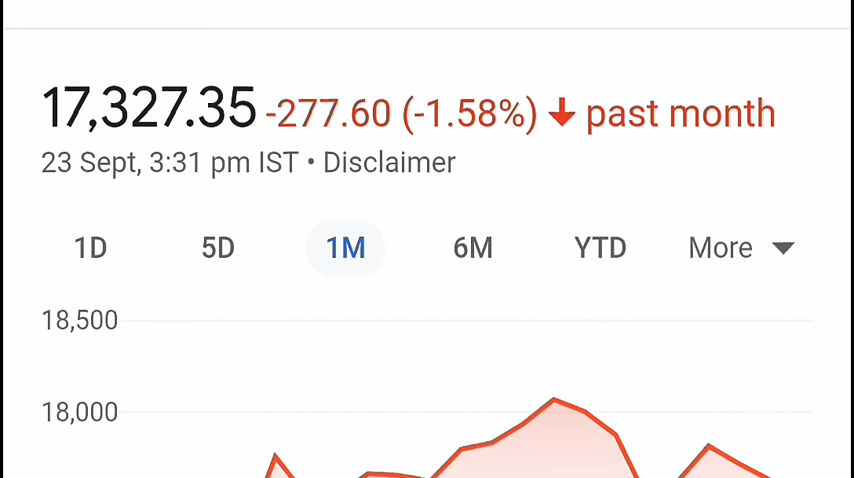 17,327.35 -277.60 (-1.58%) ↓ past month
23 Sept, 3:31 pm IST • Disclaimer
1D 5D 1M 6M YTD More
18,500
18,000